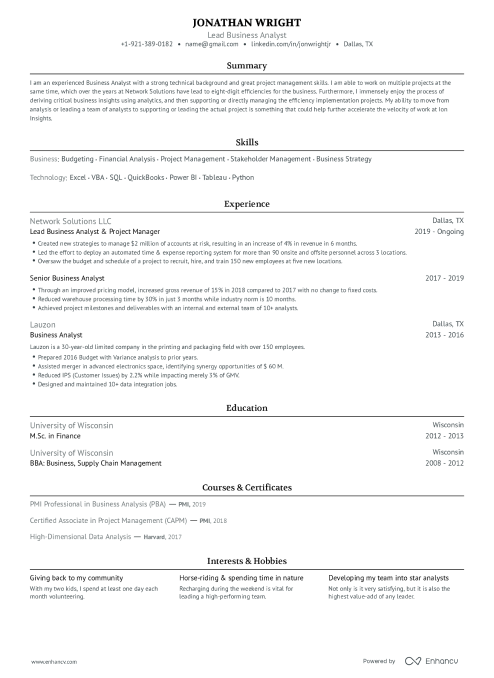 JONATHAN WRIGHT
Lead Business Analyst
+1-921-389-0182 • name@gmail.com • linkedin.com/in/jonwrightjr • Dallas, TX
Summary
I am an experienced Business Analyst with a strong technical background and great project management skills. I am able to work on multiple projects at the
same time, which over the years at Network Solutions have lead to eight-digit efficiencies for the business. Furthermore, I immensely enjoy the process of
deriving critical business insights using analytics, and then supporting or directly managing the efficiency implementation projects. My ability to move from
analysis or leading a team of analysts to supporting or leading the actual project is something that could help further accelerate the velocity of work at Ion
Insights.
Skills
Business: Budgeting · Financial Analysis · Project Management · Stakeholder Management · Business Strategy
Technology: Excel · VBA · SQL · QuickBooks · Power BI · Tableau · Python
Experience
Network Solutions LLC Dallas, TX
Lead Business Analyst & Project Manager 2019 - Ongoing
• Created new strategies to manage $2 million of accounts at risk, resulting in an increase of 4% in revenue in 6 months.
• Led the effort to deploy an automated time & expense reporting system for more than 90 onsite and offsite personnel across 3 locations.
• Oversaw the budget and schedule of a project to recruit, hire, and train 150 new employees at five new locations.
Senior Business Analyst 2017 - 2019
• Through an improved pricing model, increased gross revenue of 15% in 2018 compared to 2017 with no change to fixed costs.
• Reduced warehouse processing time by 30% in just 3 months while industry norm is 10 months.
• Achieved project milestones and deliverables with an internal and external team of 10+ analysts.
Lauzon Dallas, TX
Business Analyst 2013 - 2016
Lauzon is a 30-year-old limited company in the printing and packaging field with over 150 employees.
• Prepared 2016 Budget with Variance analysis to prior years.
• Assisted merger in advanced electronics space, identifying synergy opportunities of $ 60 M.
• Reduced IPS (Customer Issues) by 2.2% while impacting merely 5% of GMV.
• Designed and maintained 10+ data integration jobs.
Education
University of Wisconsin Wisconsin
M.Sc. in Finance 2012 - 2013
University of Wisconsin Wisconsin
BBA: Business, Supply Chain Management 2008 - 2012
Courses & Certificates
PMI Professional in Business Analysis (PBA) — PMI, 2019
Certified Associate in Project Management (CAPM) — PMI, 2018
High-Dimensional Data Analysis — Harvard, 2017
Interests & Hobbies
Giving back to my community
With my two kids, I spend at least one day each
month volunteering.
Horse-riding & spending time in nature
Recharging during the weekend is vital for
leading a high-performing team.
Developing my team into star analysts
Not only is it very satisfying, but it is also the
highest value-add of any leader.
www.enhancv.com Powered by Enhancv